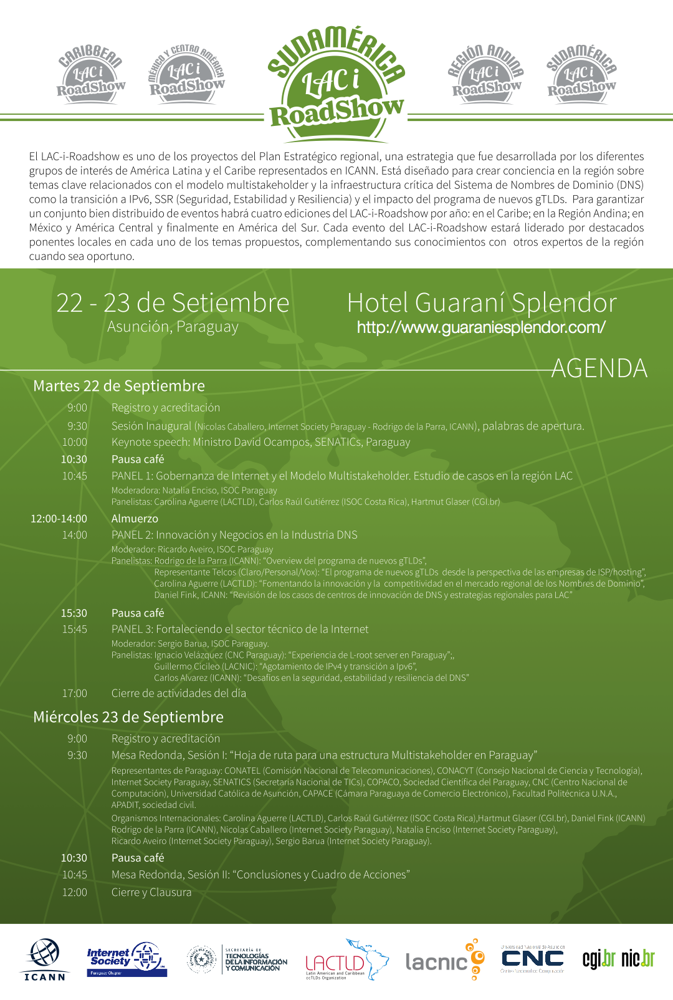 CARIBBEAN
LAC i
RoadShow
MÉXICO Y CENTRO AMÉRICA
LAC i
RoadShow
SUDAMÉRICA
LAC i
RoadShow
REGIÓN ANDINA
LAC i
RoadShow
SUDAMÉRICA
LAC i
RoadShow
El LAC-i-Roadshow es uno de los proyectos del Plan Estratégico regional, una estrategia que fue desarrollada por los diferentes
grupos de interés de América Latina y el Caribe representados en ICANN. Está diseñado para crear conciencia en la región sobre
temas clave relacionados con el modelo multistakeholder y la infraestructura crítica del Sistema de Nombres de Dominio (DNS)
como la transición a IPv6, SSR (Seguridad, Estabilidad y Resiliencia) y el impacto del programa de nuevos gTLDs. Para garantizar
un conjunto bien distribuido de eventos habrá cuatro ediciones del LAC-i-Roadshow por año: en el Caribe; en la Región Andina; en
México y América Central y finalmente en América del Sur. Cada evento del LAC-i-Roadshow estará liderado por destacados
ponentes locales en cada uno de los temas propuestos, complementando sus conocimientos con otros expertos de la región
cuando sea oportuno.
22 - 23 de Setiembre
Asunción, Paraguay
Hotel Guaraní Splendor
http://www.guaraniesplendor.com/
AGENDA
Martes 22 de Septiembre
9:00 Registro y acreditación
9:30 Sesión Inaugural (Nicolas Caballero, Internet Society Paraguay - Rodrigo de la Parra, ICANN), palabras de apertura.
10:00 Keynote speech: Ministro David Ocampos, SENATICs, Paraguay
10:30 Pausa café
10:45 PANEL 1: Gobernanza de Internet y el Modelo Multistakeholder. Estudio de casos en la región LAC
Moderadora: Natalía Enciso, ISOC Paraguay
Panelistas: Carolina Aguerre (LACTLD), Carlos Raúl Gutiérrez (ISOC Costa Rica), Hartmut Glaser (CGI.br)
12:00-14:00 Almuerzo
14:00 PANEL 2: Innovación y Negocios en la Industria DNS
Moderador: Ricardo Aveiro, ISOC Paraguay
Panelistas: Rodrigo de la Parra (ICANN): “Overview del programa de nuevos gTLDs”,
Representante Telcos (Claro/Personal/Vox): “El programa de nuevos gTLDs desde la perspectiva de las empresas de ISP/hosting”,
Carolina Aguerre (LACTLD): “Fomentando la innovación y la competitividad en el mercado regional de los Nombres de Dominio”,
Daniel Fink, ICANN: “Revisión de los casos de centros de innovación de DNS y estrategias regionales para LAC”
15:30 Pausa café
15:45 PANEL 3: Fortaleciendo el sector técnico de la Internet
Moderador: Sergio Barua, ISOC Paraguay.
Panelistas: Ignacio Velázquez (CNC Paraguay): “Experiencia de L-root server en Paraguay”;,
Guillermo Cicileo (LACNIC): “Agotamiento de IPv4 y transición a Ipv6”,
Carlos Alvarez (ICANN): “Desafíos en la seguridad, estabilidad y resiliencia del DNS”
17:00 Cierre de actividades del día
Miércoles 23 de Septiembre
9:00 Registro y acreditación
9:30 Mesa Redonda, Sesión I: “Hoja de ruta para una estructura Multistakeholder en Paraguay”
Representantes de Paraguay: CONATEL (Comisión Nacional de Telecomunicaciones), CONACYT (Consejo Nacional de Ciencia y Tecnología),
Internet Society Paraguay, SENATICS (Secretaría Nacional de TICs), COPACO, Sociedad Científica del Paraguay, CNC (Centro Nacional de
Computación), Universidad Católica de Asunción, CAPACE (Cámara Paraguaya de Comercio Electrónico), Facultad Politécnica U.N.A.,
APADIT, sociedad civil.
Organismos Internacionales: Carolina Aguerre (LACTLD), Carlos Raúl Gutiérrez (ISOC Costa Rica),Hartmut Glaser (CGI.br), Daniel Fink (ICANN)
Rodrigo de la Parra (ICANN), Nicolas Caballero (Internet Society Paraguay), Natalia Enciso (Internet Society Paraguay),
Ricardo Aveiro (Internet Society Paraguay), Sergio Barua (Internet Society Paraguay).
10:30 Pausa café
10:45 Mesa Redonda, Sesión II: “Conclusiones y Cuadro de Acciones”
12:00 Cierre y Clausura
ICANN
Internet
Society
Paraguay Chapter
SECRETARÍA DE
TECNOLOGÍAS
DE LA INFORMACIÓN
Y COMUNICACIÓN
LACTLD
Latin American and Caribbean
ccTLDs Organization
lacnic
Universidad Nacional de Asunción
CNC
Centro Nacional de Computación
cgi.br nic.br